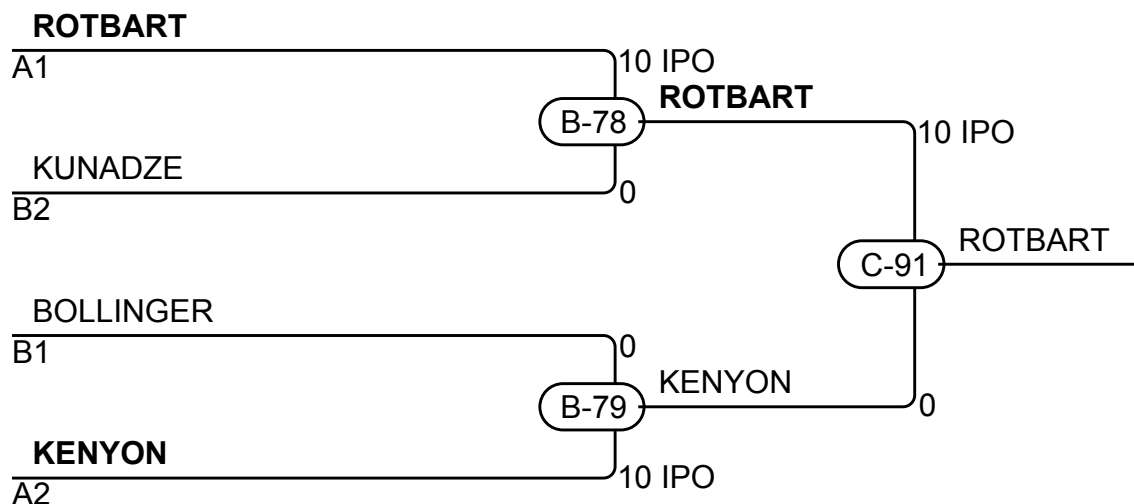 ROTBART
A1
10 IPO
B-78
ROTBART
KUNADZE
B2
0
10 IPO
C-91
ROTBART
BOLLINGER
B1
0
B-79
KENYON
0
KENYON
A2
10 IPO